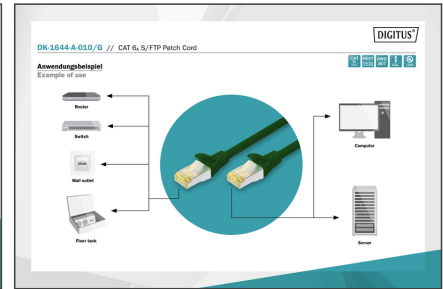 DIGITUS®
DK-1644-A-010/G // CAT 6A S/FTP Patch Cord
Anwendungsbeispiel
Example of use
Router
Switch
Wall outlet
Floor tank
Computer
Server